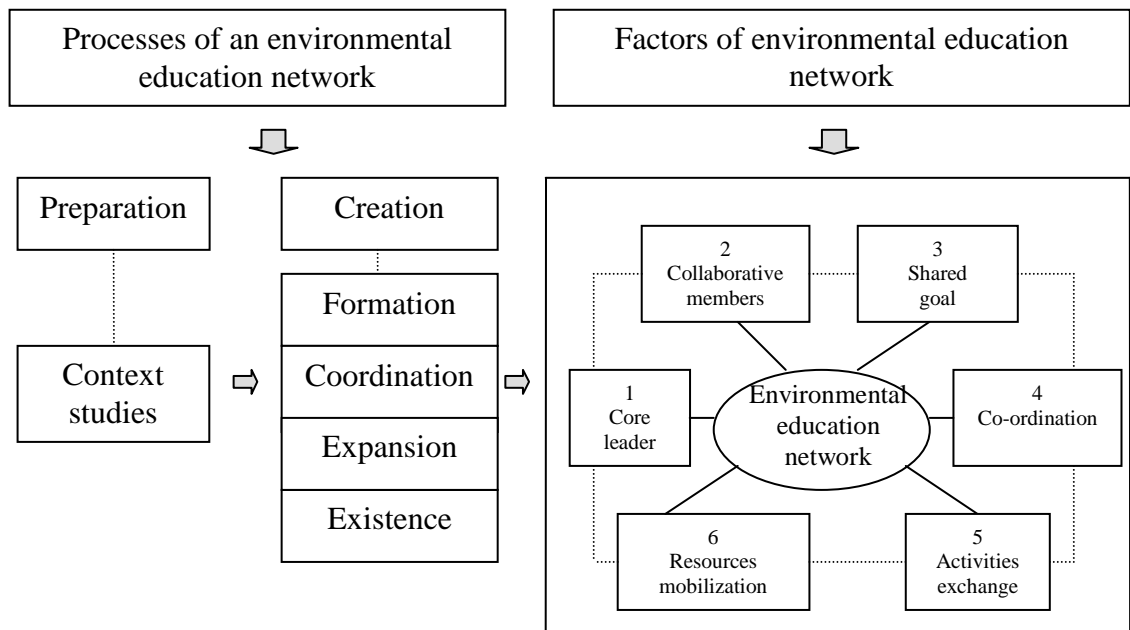 Processes of an environmental
education network
Factors of environmental education
network
Preparation
Creation
Context
studies
Formation
Coordination
Expansion
Existence
2
Collaborative
members
3
Shared
goal
1
Core
leader
Environmental
education
network
4
Co-ordination
6
Resources
mobilization
5
Activities
exchange